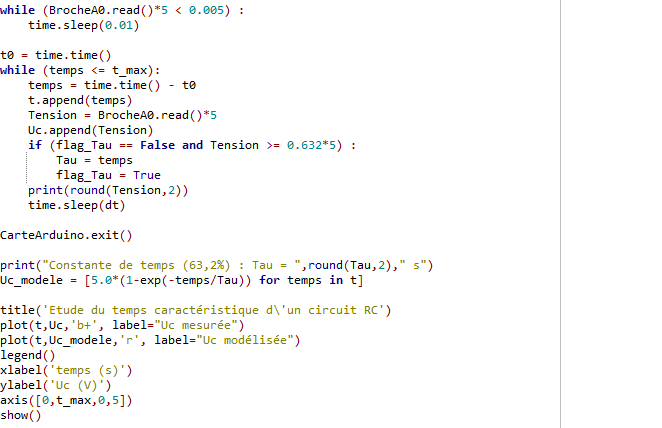 while (BrocheA0.read()*5 < 0.005) :
    time.sleep(0.01)

t0 = time.time()
while (temps <= t_max):
    temps = time.time() - t0
    t.append(temps)
    Tension = BrocheA0.read()*5
    Uc.append(Tension)
    if (flag_Tau == False and Tension >= 0.632*5) :
        Tau = temps
        flag_Tau = True
    print(round(Tension,2))
    time.sleep(dt)

CarteArduino.exit()

print("Constante de temps (63,2%) : Tau = ",round(Tau,2)," s")
Uc_modele = [5.0*(1-exp(-temps/Tau)) for temps in t]

title('Etude du temps caractéristique d\'un circuit RC')
plot(t,Uc,'b+', label="Uc mesurée")
plot(t,Uc_modele,'r', label="Uc modélisée")
legend()
xlabel('temps (s)')
ylabel('Uc (V)')
axis([0,t_max,0,5])
show()